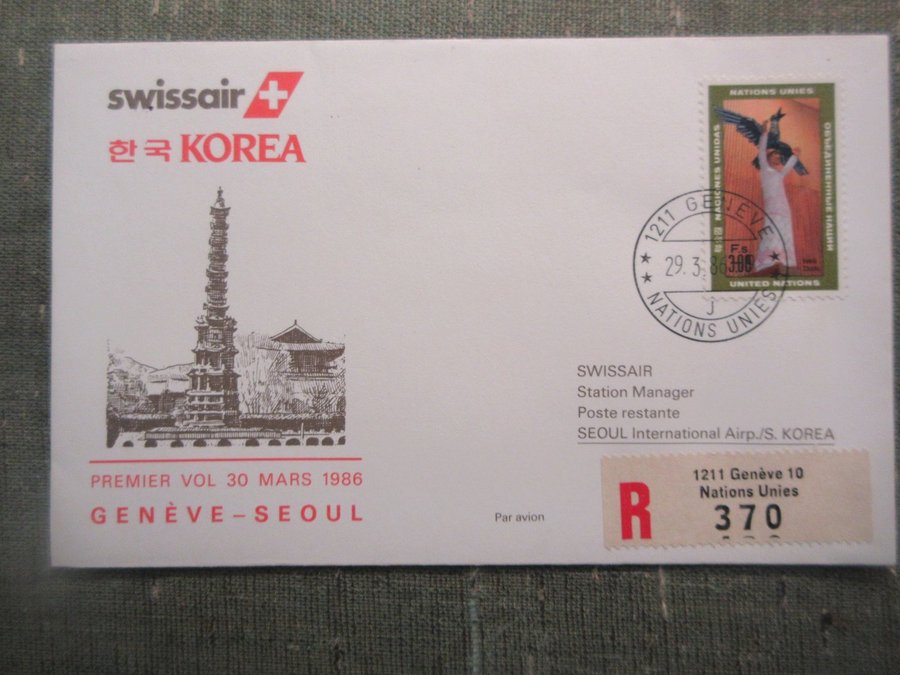 swissair
한국 KOREA
PREMIER VOL 30 MARS 1986
GENÈVE – SEOUL
Par avion
NATIONS UNIES
NACIONES UNIDAS
ОБЪЕДИНЕННЫЕ НАЦИИ
F.s.
3.00
UNITED NATIONS
1211 GENÈVE
29.3.86
J
NATIONS UNIES
SWISSAIR
Station Manager
Poste restante
SEOUL International Airp./S. KOREA
R
1211 Genève 10
Nations Unies
370